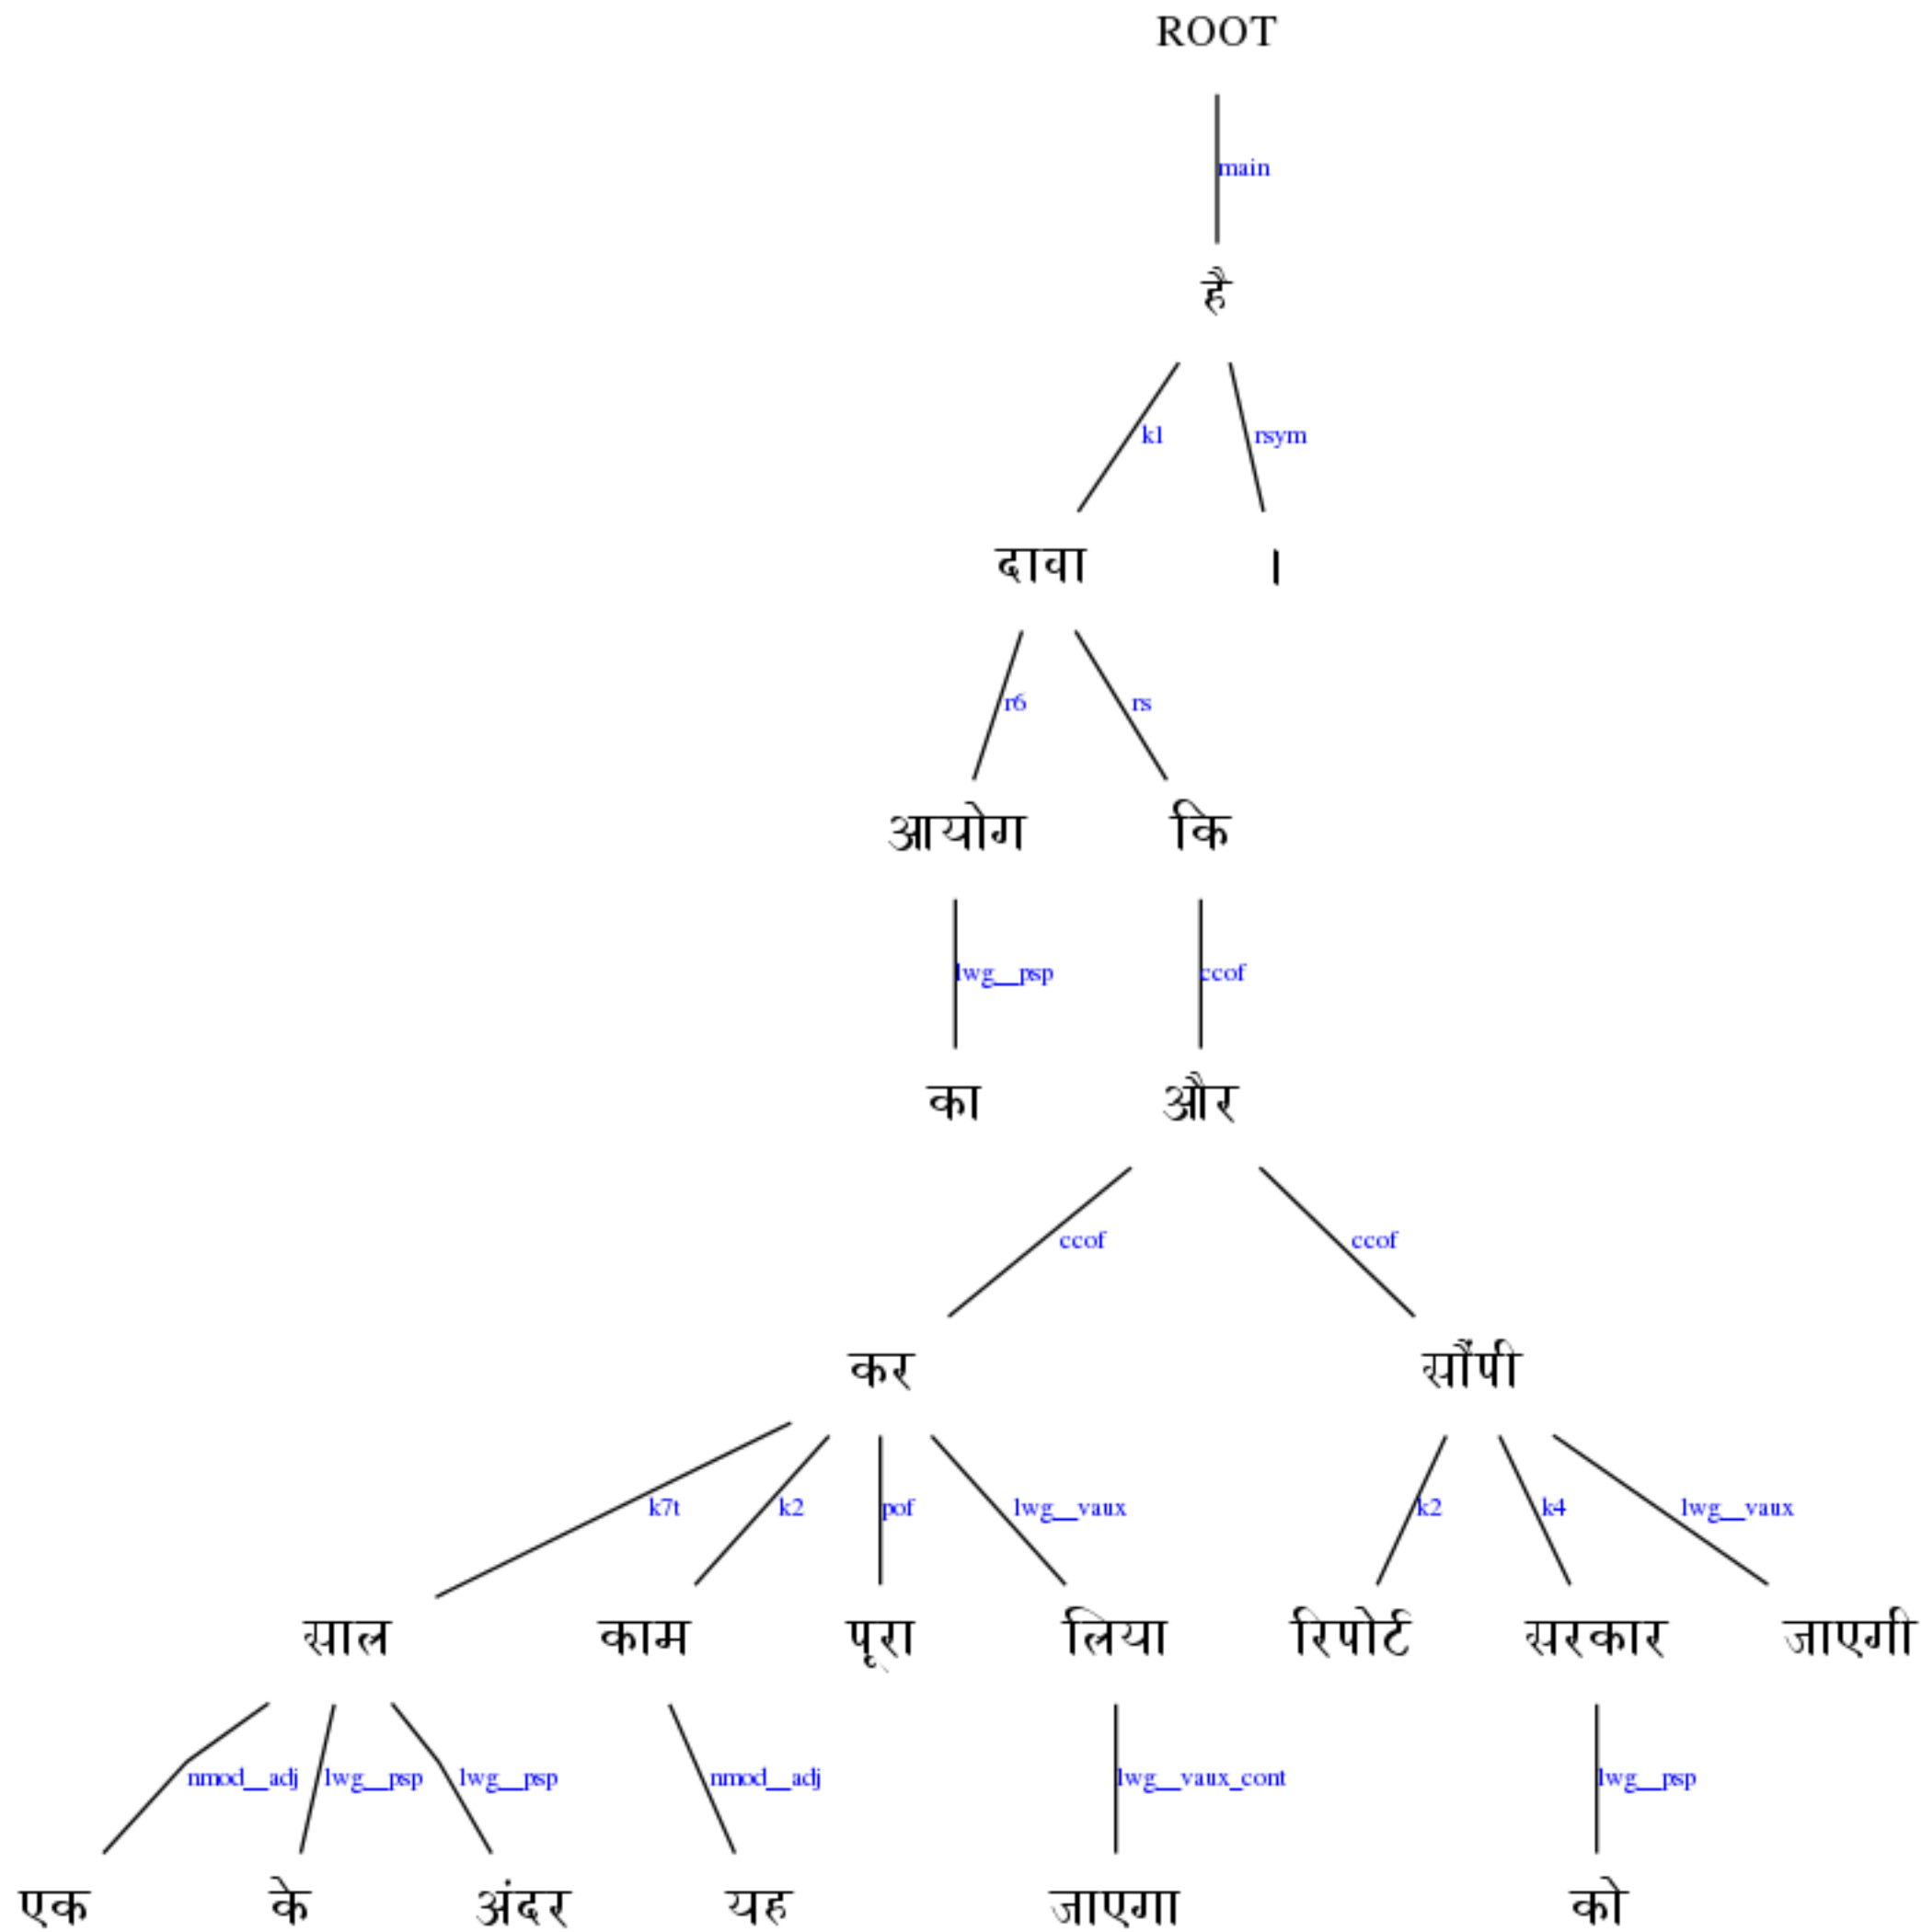 ROOT
main
है
k1 rsym
दावा ।
r6 rs
आयोग कि
lwg__psp ccof
का और
ccof ccof
कर सौंपी
k7t k2 pof lwg__vaux k2 k4 lwg__vaux
साल काम पूरा लिया रिपोर्ट सरकार जाएगी
nmod__adj lwg__psp lwg__psp nmod__adj lwg__vaux_cont lwg__psp
एक के अंदर यह जाएगा को